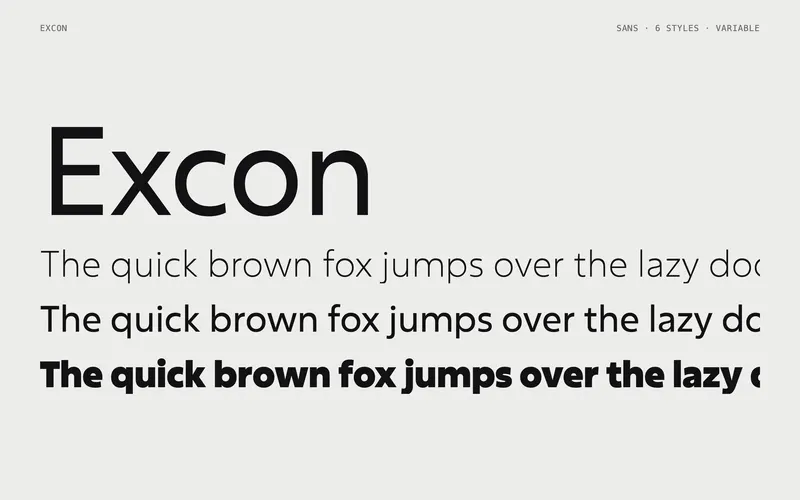 EXCON
SANS · 6 STYLES · VARIABLE
Excon
The quick brown fox jumps over the lazy
The quick brown fox jumps over the lazy
The quick brown fox jumps over the lazy